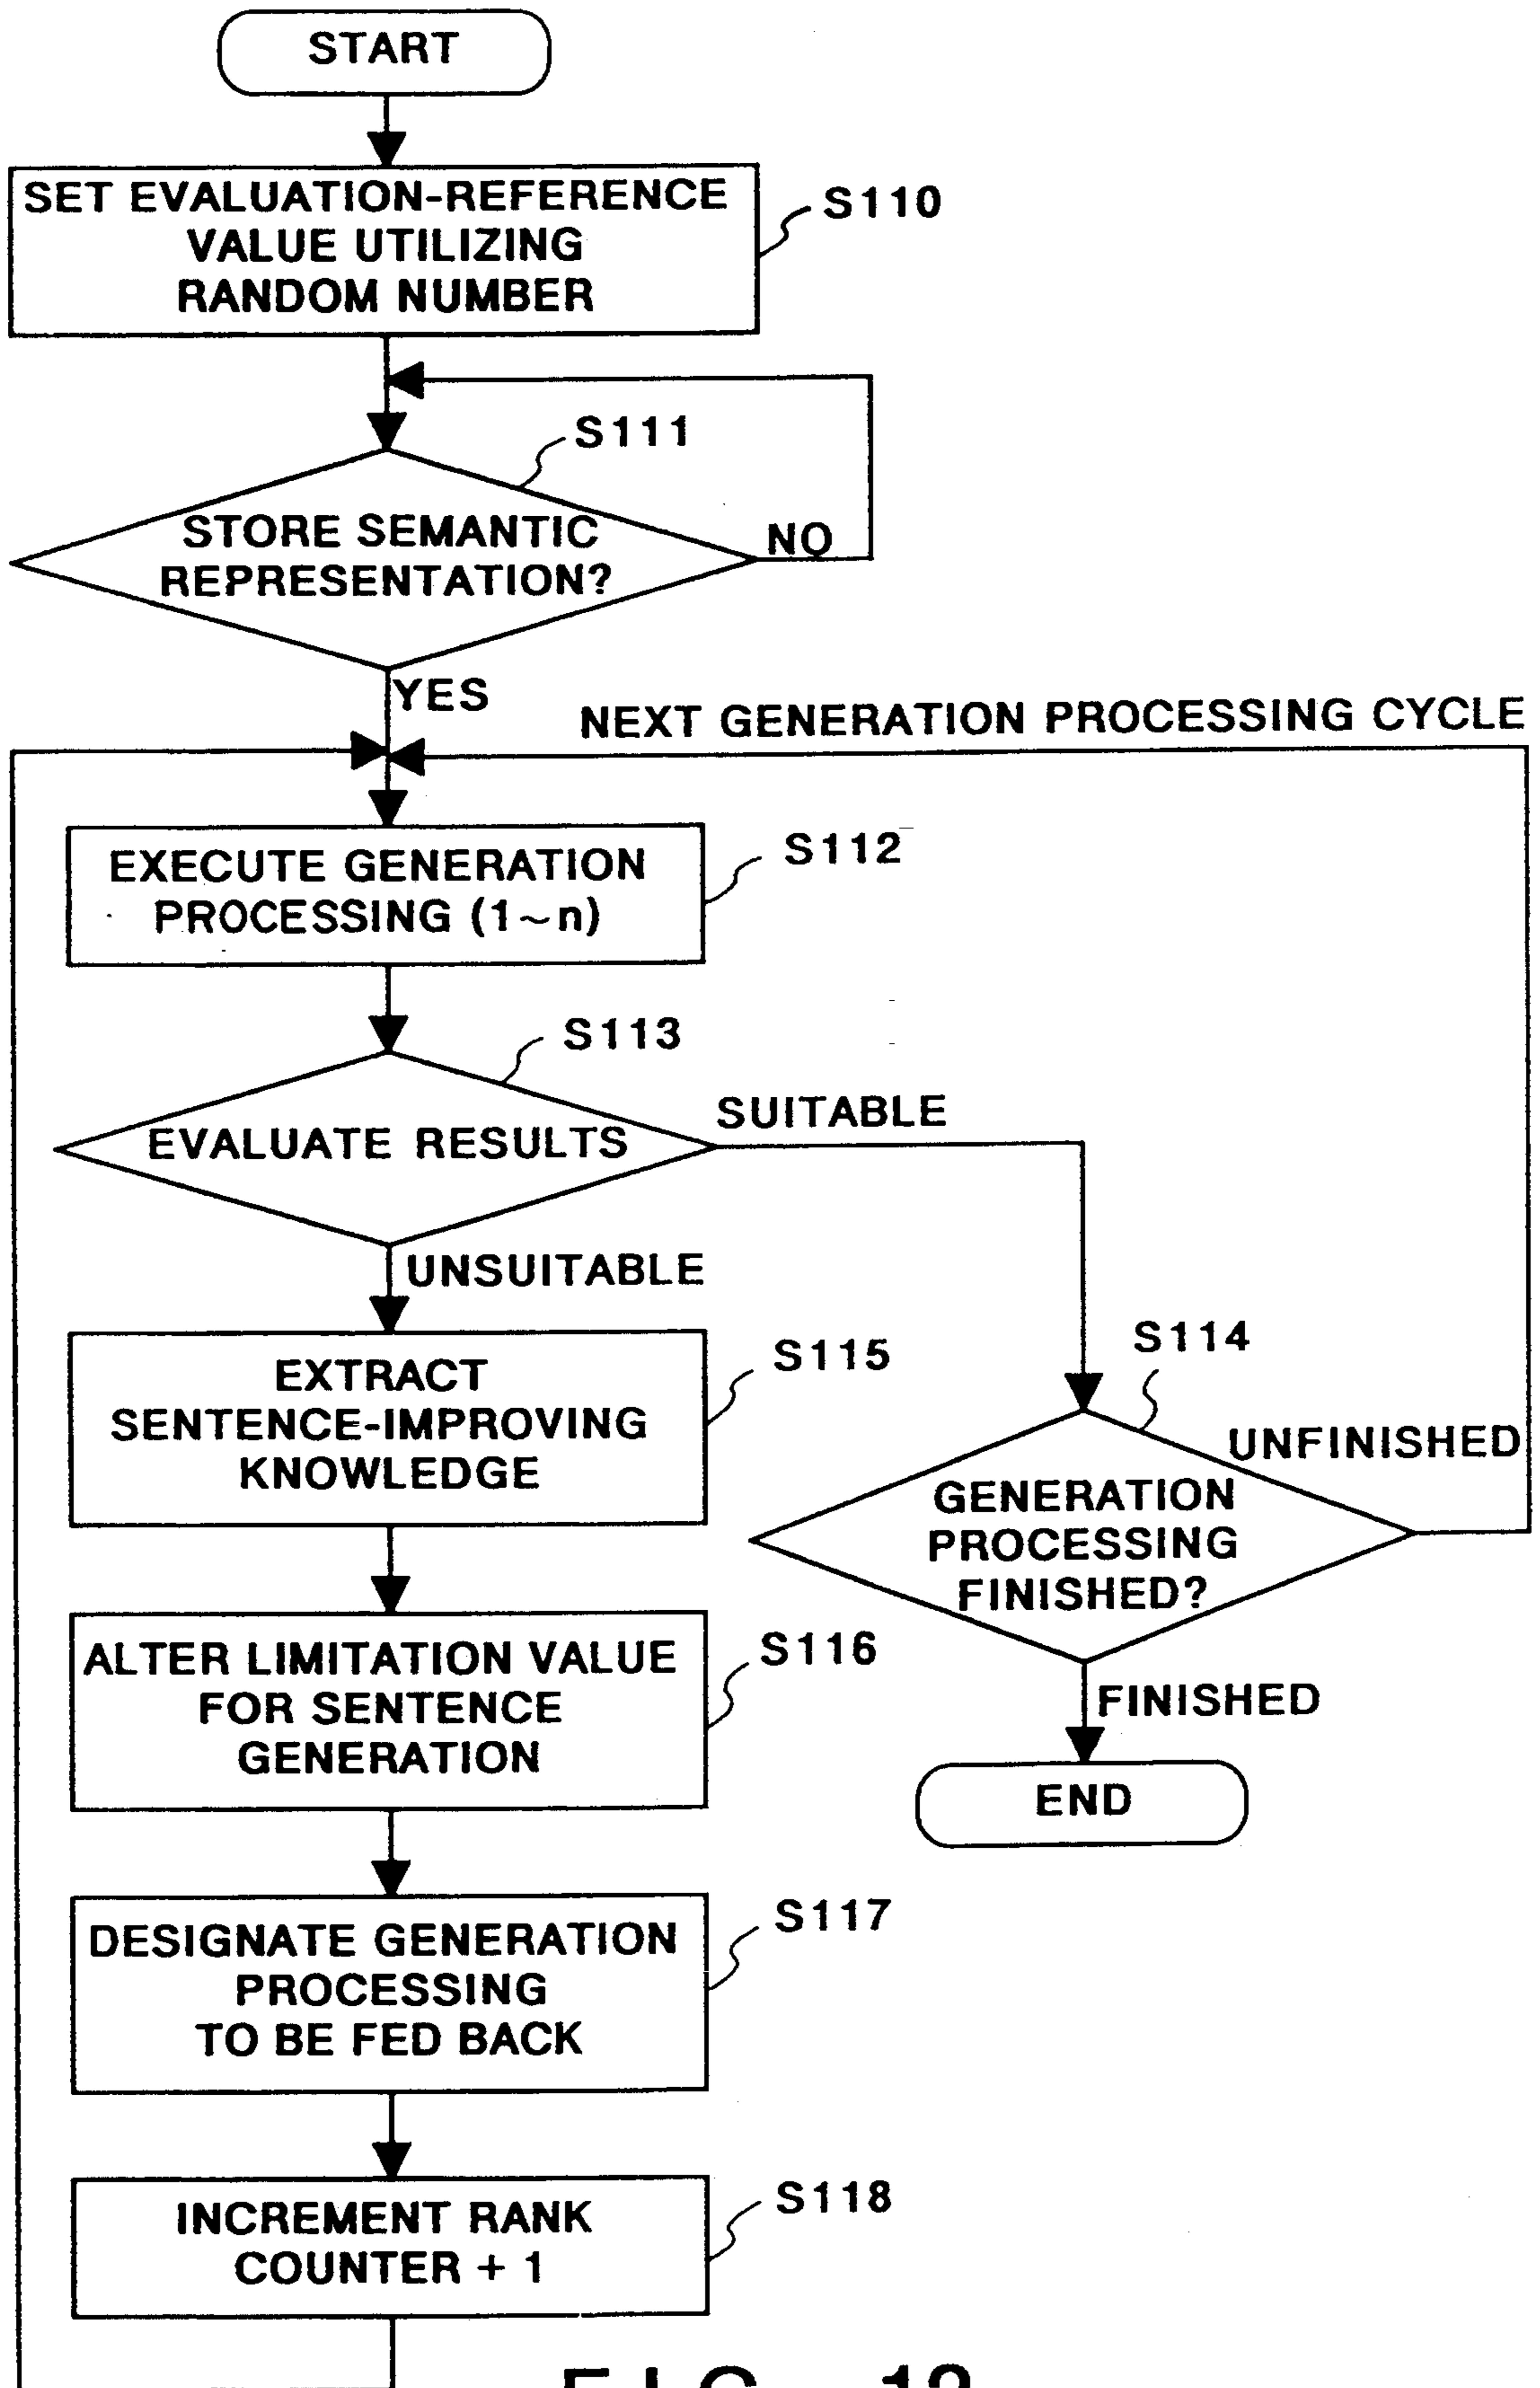 START
SET EVALUATION-REFERENCE
VALUE UTILIZING
RANDOM NUMBER
S110
S111
STORE SEMANTIC
REPRESENTATION?
NO
YES
NEXT GENERATION PROCESSING CYCLE
EXECUTE GENERATION
PROCESSING (1~n)
S112
S113
EVALUATE RESULTS
SUITABLE
UNSUITABLE
EXTRACT
SENTENCE-IMPROVING
KNOWLEDGE
S115
S114
UNFINISHED
GENERATION
PROCESSING
FINISHED?
ALTER LIMITATION VALUE
FOR SENTENCE
GENERATION
S116
FINISHED
END
DESIGNATE GENERATION
PROCESSING
TO BE FED BACK
S117
INCREMENT RANK
COUNTER + 1
S118